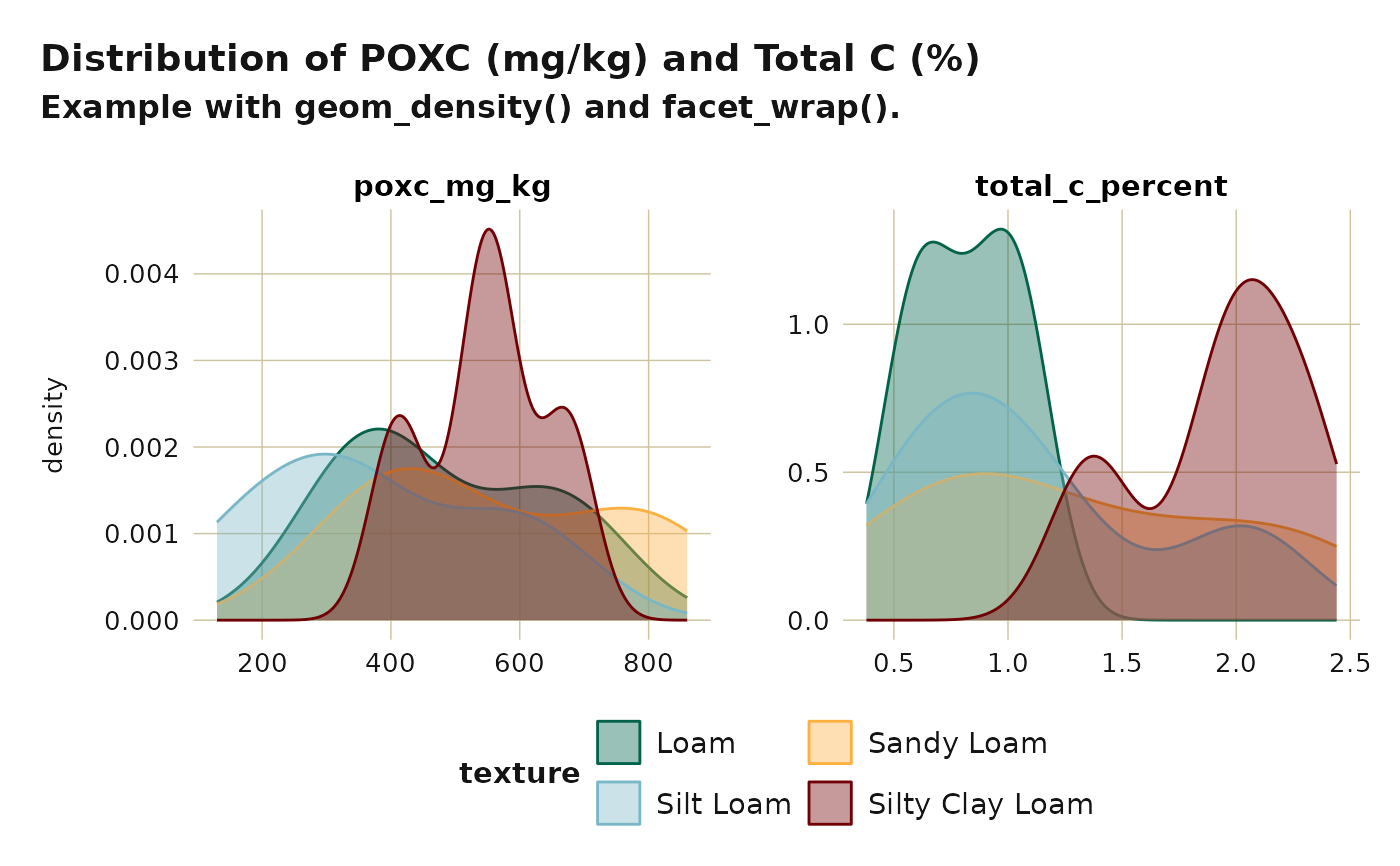 Distribution of POXC (mg/kg) and Total C (%)
Example with geom_density() and facet_wrap().
poxc_mg_kg
total_c_percent
density
0.004
0.003
0.002
0.001
0.000
200 400 600 800
1.0
0.5
0.0
0.5 1.0 1.5 2.0 2.5
texture
Loam
Silt Loam
Sandy Loam
Silty Clay Loam